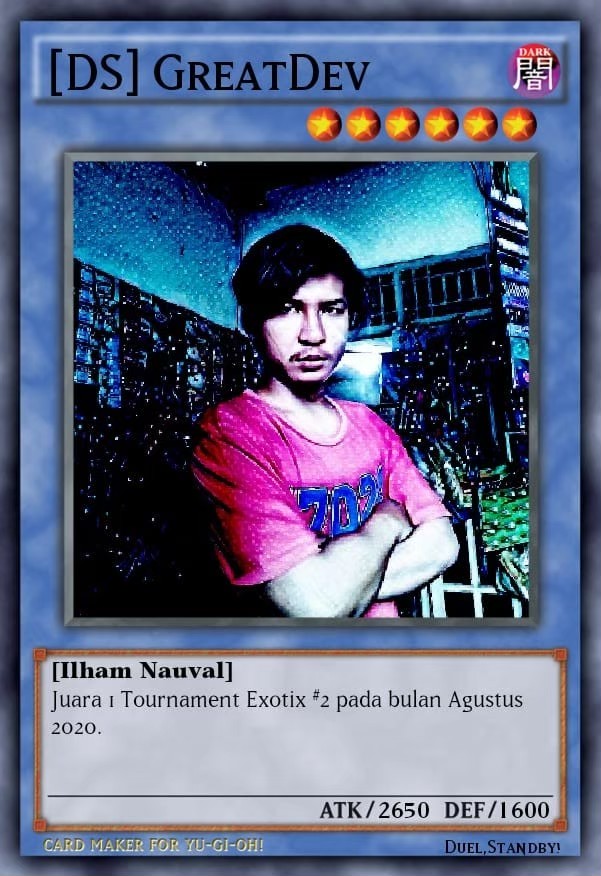 [DS] GreatDev
DARK
闇
[Ilham Nauval]
Juara 1 Tournament Exotix #2 pada bulan Agustus
2020.
ATK/2650 DEF/1600
CARD MAKER FOR YU-GI-OH!
Duel,Standby!